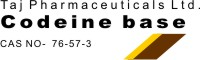 Taj Pharmaceuticals Ltd.
Codeine base
CAS NO- 76-57-3